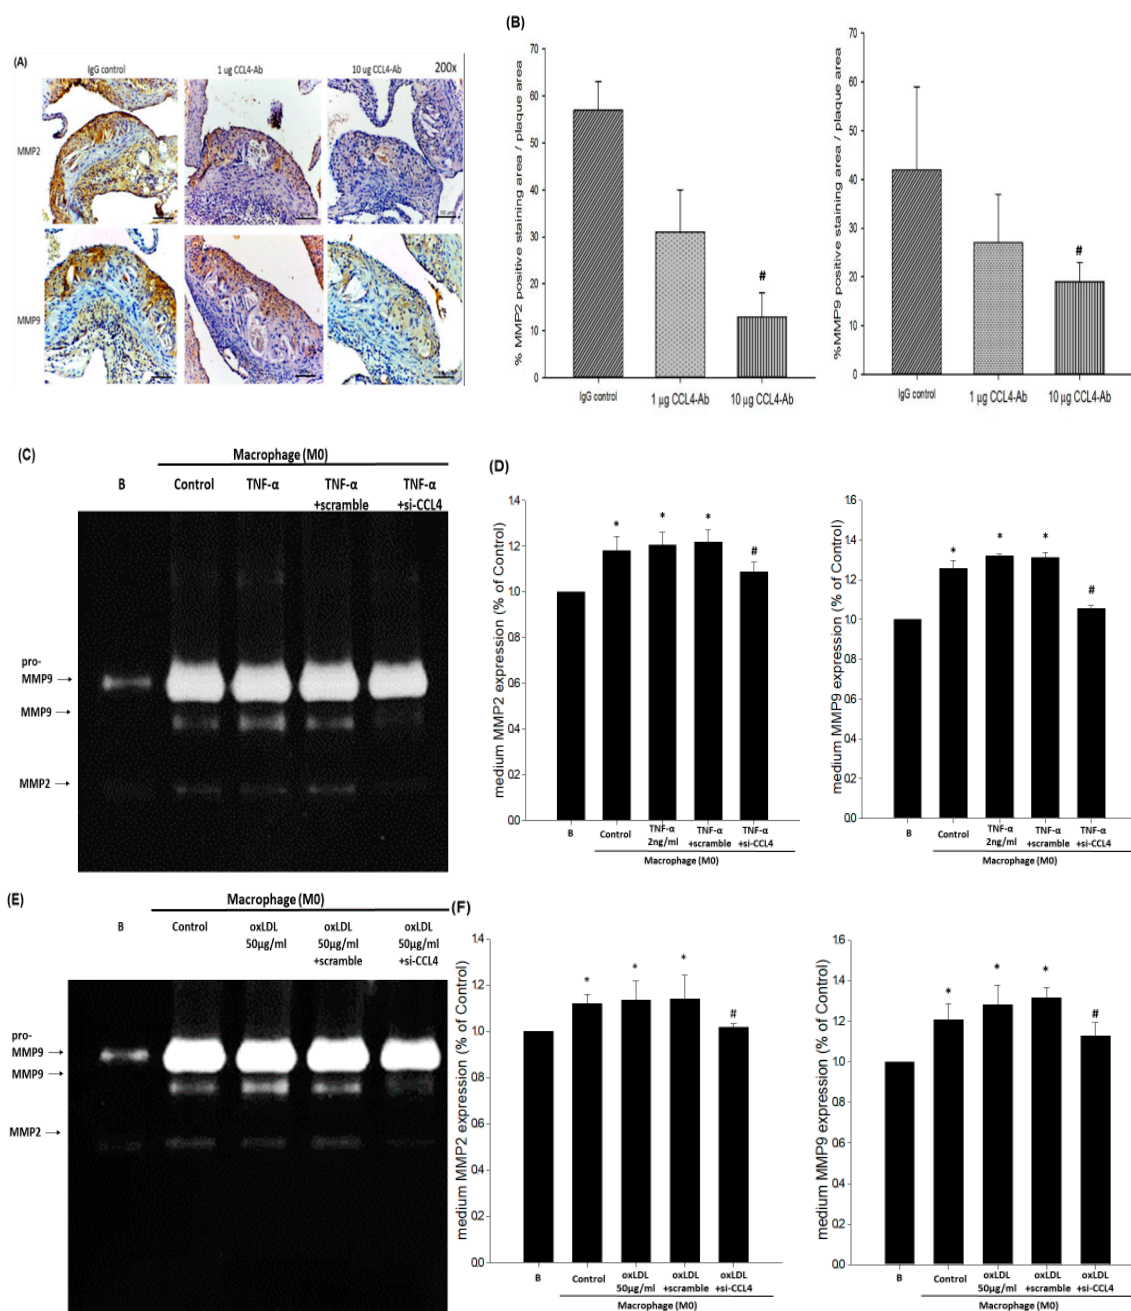 (A)
IgG control
1 ug CCL4-Ab
10 ug CCL4-Ab
200x
MMP2
MMP9
(B)
% MMP2 positive staining area / plaque area
70
60
50
40
30
20
10
0
#
IgG control
1 µg CCL4-Ab
10 µg CCL4-Ab
%MMP9 positive staining area / plaque area
70
60
50
40
30
20
10
0
#
IgG control
1 µg CCL4-Ab
10 µg CCL4-Ab
(C)
Macrophage (M0)
B
Control
TNF-α
TNF-α
+scramble
TNF-α
+si-CCL4
pro-
MMP9
MMP9
MMP2
(D)
medium MMP2 expression (% of Control)
1.4
1.2
1.0
0.8
0.6
0.4
0.2
0.0
* * * #
B
Control
TNF-α
2ng/ml
TNF-α
+scramble
TNF-α
+si-CCL4
Macrophage (M0)
medium MMP9 expression (% of Control)
1.6
1.4
1.2
1.0
0.8
0.6
0.4
0.2
0.0
* * * #
B
Control
TNF-α
2ng/ml
TNF-α
+scramble
TNF-α
+si-CCL4
Macrophage (M0)
(E)
Macrophage (M0)
B
Control
oxLDL
50µg/ml
oxLDL
50µg/ml
+scramble
oxLDL
50µg/ml
+si-CCL4
pro-
MMP9
MMP9
MMP2
(F)
medium MMP2 expression (% of Control)
1.4
1.2
1.0
0.8
0.6
0.4
0.2
0.0
* * * #
B
Control
oxLDL
50µg/ml
oxLDL
+scramble
oxLDL
+si-CCL4
Macrophage (M0)
medium MMP9 expression (% of Control)
1.6
1.4
1.2
1.0
0.8
0.6
0.4
0.2
0.0
* * * #
B
Control
oxLDL
50µg/ml
oxLDL
+scramble
oxLDL
+si-CCL4
Macrophage (M0)